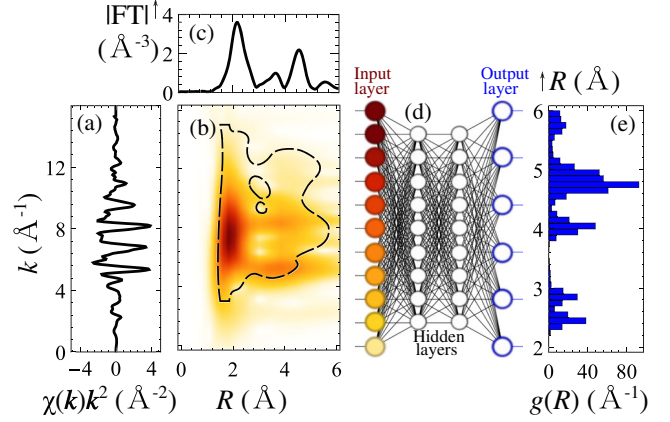 |FT|↑
(Å⁻³)
4
2
0
(c)
Input
layer
Output
layer
↑R (Å)
(a)
(b)
(d)
(e)
12
8
4
0
k (Å⁻¹)
6
5
4
3
2
Hidden
layers
−4 0 4
0 2 4 6
0 40 80
χ(k)k² (Å⁻²)
R (Å)
g(R) (Å⁻¹)